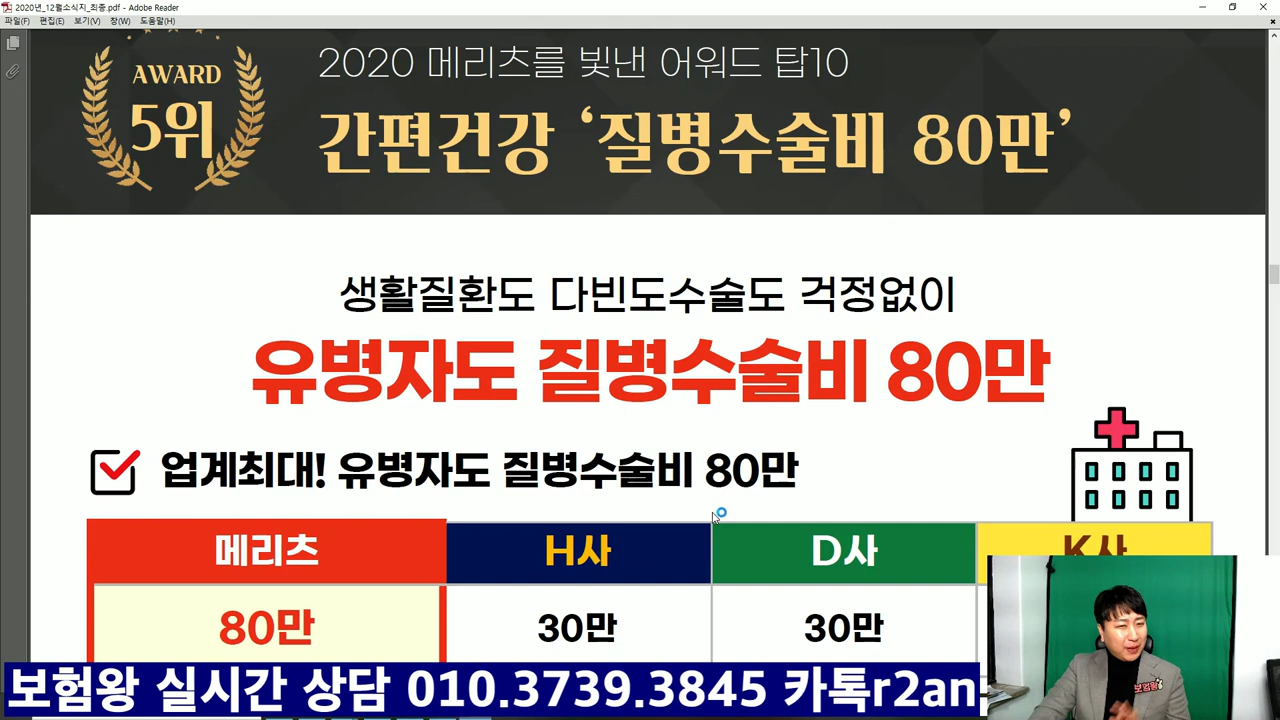 2020년_12월소식지_최종.pdf - Adobe Reader
파일(F) 편집(E) 보기(V) 창(W) 도움말(H)
AWARD
5위
2020 메리츠를 빛낸 어워드 탑10
간편건강 ‘질병수술비 80만’
생활질환도 다빈도수술도 걱정없이
유병자도 질병수술비 80만
업계최대! 유병자도 질병수술비 80만
메리츠 H사 D사 K사
80만 30만 30만
보험왕
보험왕 실시간 상담 010.3739.3845 카톡r2an-